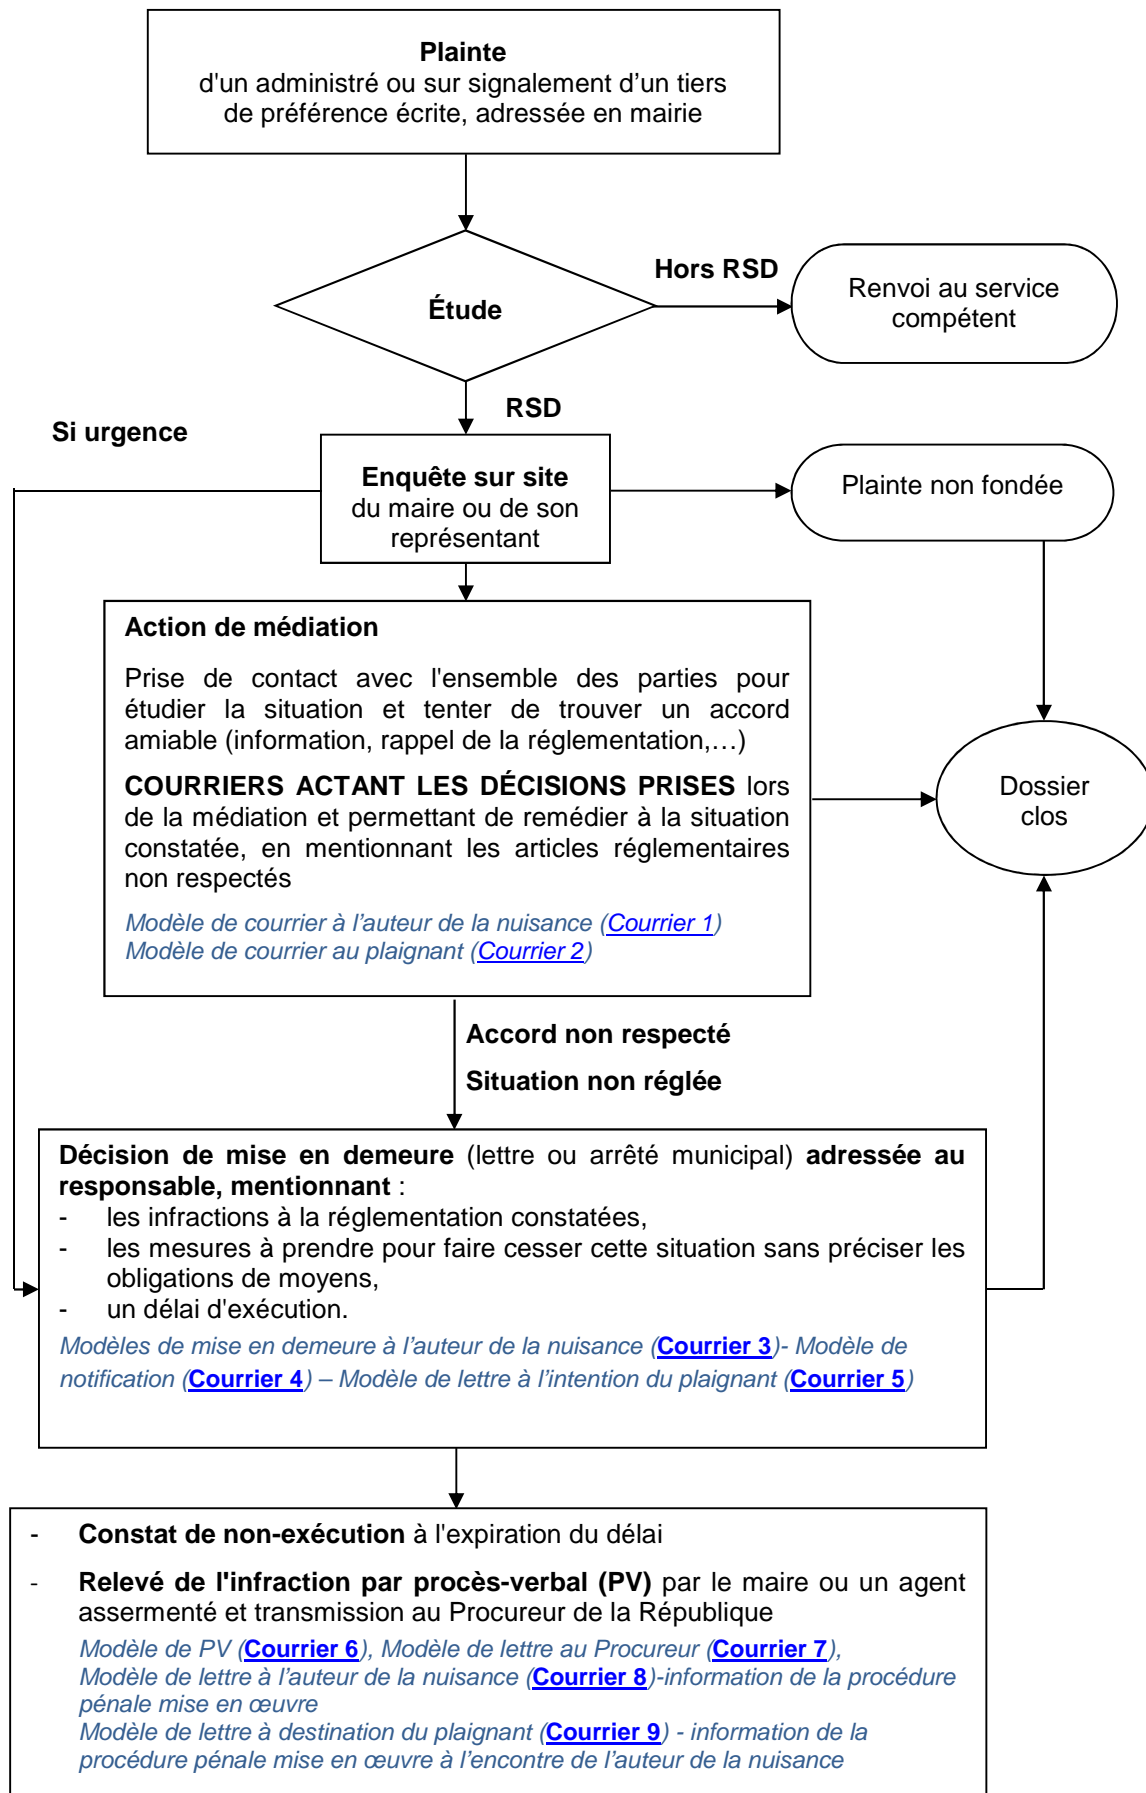 Plainte
d'un administré ou sur signalement d’un tiers
de préférence écrite, adressée en mairie
Étude
Hors RSD
Renvoi au service
compétent
RSD
Si urgence
Enquête sur site
du maire ou de son
représentant
Plainte non fondée
Action de médiation
Prise de contact avec l'ensemble des parties pour
étudier la situation et tenter de trouver un accord
amiable (information, rappel de la réglementation,…)
COURRIERS ACTANT LES DÉCISIONS PRISES lors
de la médiation et permettant de remédier à la situation
constatée, en mentionnant les articles réglementaires
non respectés
Modèle de courrier à l’auteur de la nuisance (Courrier 1)
Modèle de courrier au plaignant (Courrier 2)
Dossier
clos
Accord non respecté
Situation non réglée
Décision de mise en demeure (lettre ou arrêté municipal) adressée au
responsable, mentionnant :
- les infractions à la réglementation constatées,
- les mesures à prendre pour faire cesser cette situation sans préciser les
obligations de moyens,
- un délai d'exécution.
Modèles de mise en demeure à l’auteur de la nuisance (Courrier 3)- Modèle de
notification (Courrier 4) – Modèle de lettre à l’intention du plaignant (Courrier 5)
- Constat de non-exécution à l'expiration du délai
- Relevé de l'infraction par procès-verbal (PV) par le maire ou un agent
assermenté et transmission au Procureur de la République
Modèle de PV (Courrier 6), Modèle de lettre au Procureur (Courrier 7),
Modèle de lettre à l’auteur de la nuisance (Courrier 8)-information de la procédure
pénale mise en œuvre
Modèle de lettre à destination du plaignant (Courrier 9) - information de la
procédure pénale mise en œuvre à l’encontre de l’auteur de la nuisance